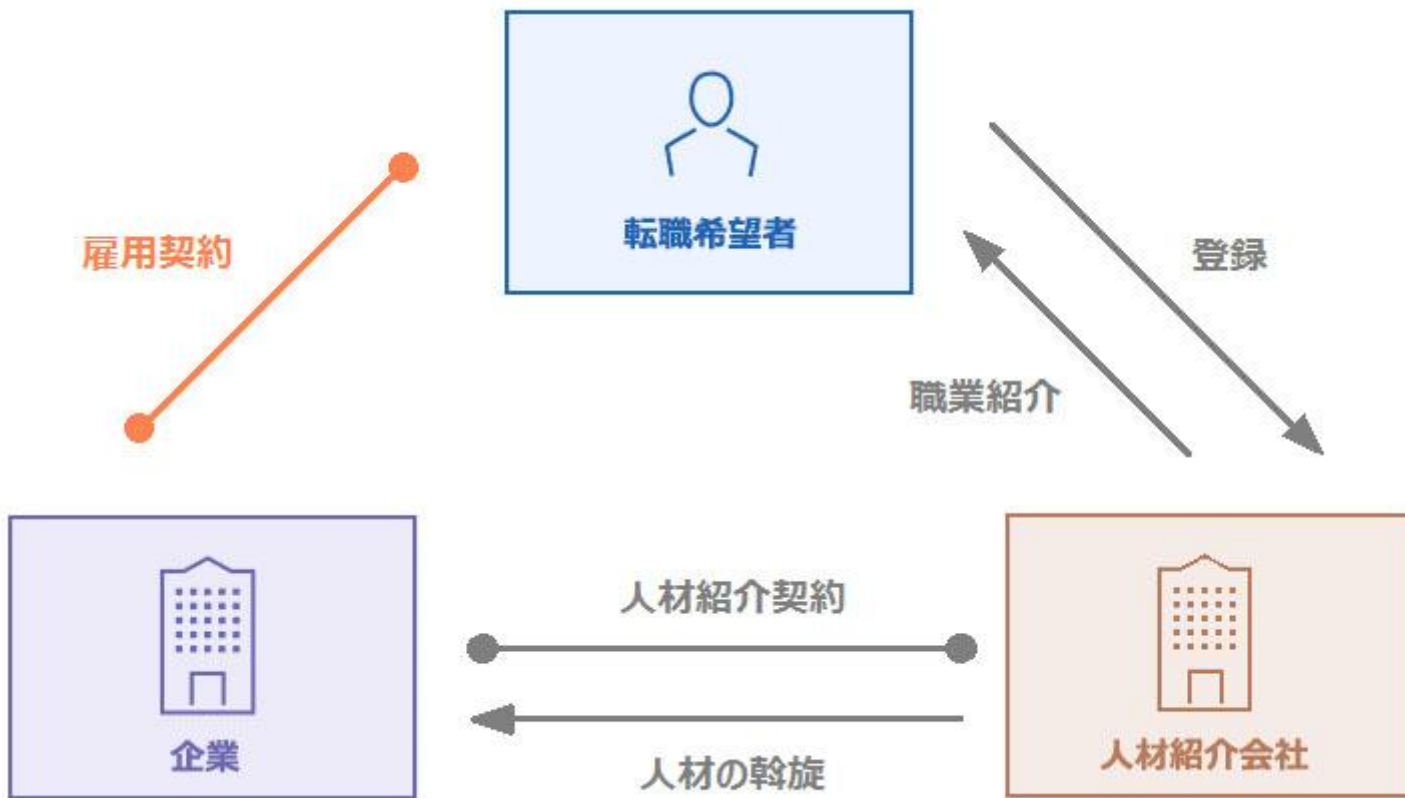 転職希望者
雇用契約
登録
職業紹介
人材紹介契約
企業
人材紹介会社
人材の斡旋